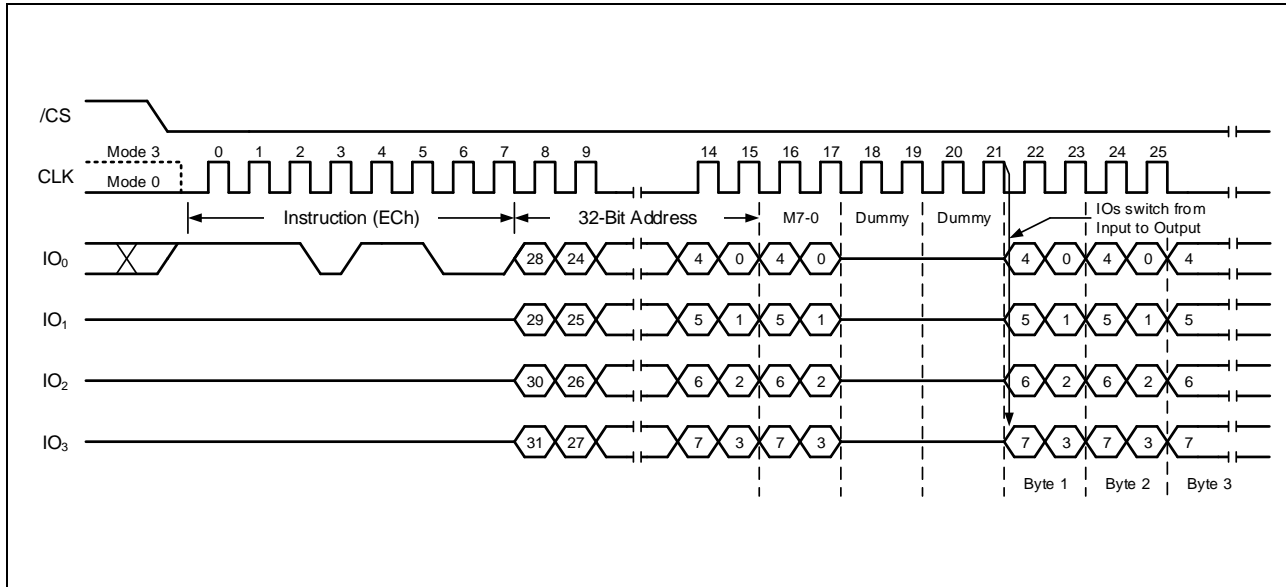 /CS
Mode 3 0 1 2 3 4 5 6 7 8 9 14 15 16 17 18 19 20 21 22 23 24 25
CLK Mode 0
Instruction (ECh) 32-Bit Address M7-0 Dummy Dummy IOs switch from
Input to Output
IO0 28 24 4 0 4 0 4 0 4 0 4
IO1 29 25 5 1 5 1 5 1 5 1 5
IO2 30 26 6 2 6 2 6 2 6 2 6
IO3 31 27 7 3 7 3 7 3 7 3 7
Byte 1 Byte 2 Byte 3